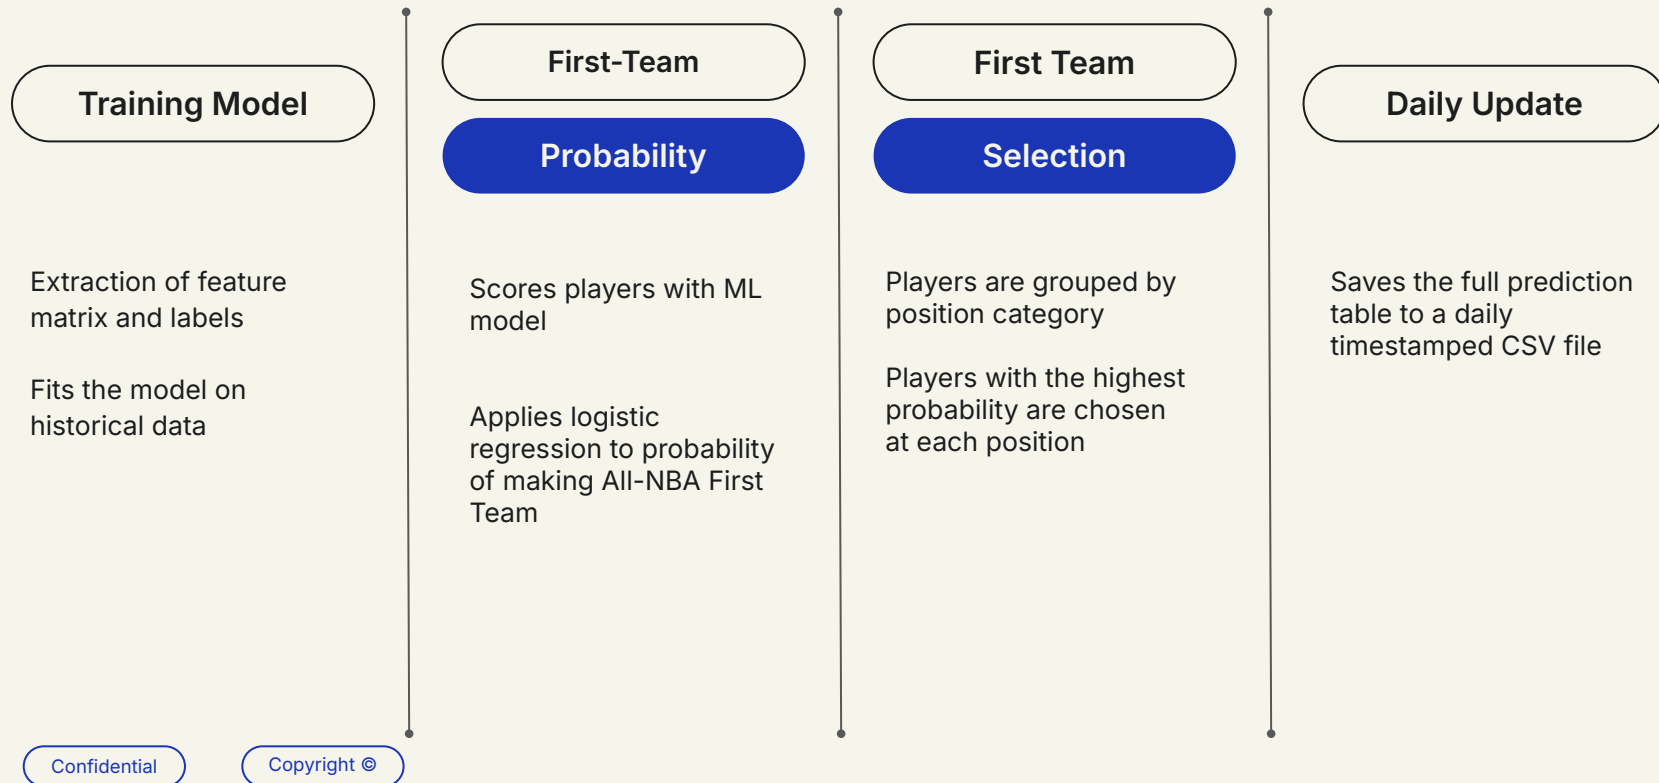 Training Model
Extraction of feature
matrix and labels
Fits the model on
historical data
First-Team
Probability
Scores players with ML
model
Applies logistic
regression to probability
of making All-NBA First
Team
First Team
Selection
Players are grouped by
position category
Players with the highest
probability are chosen
at each position
Daily Update
Saves the full prediction
table to a daily
timestamped CSV file
Confidential
Copyright ©